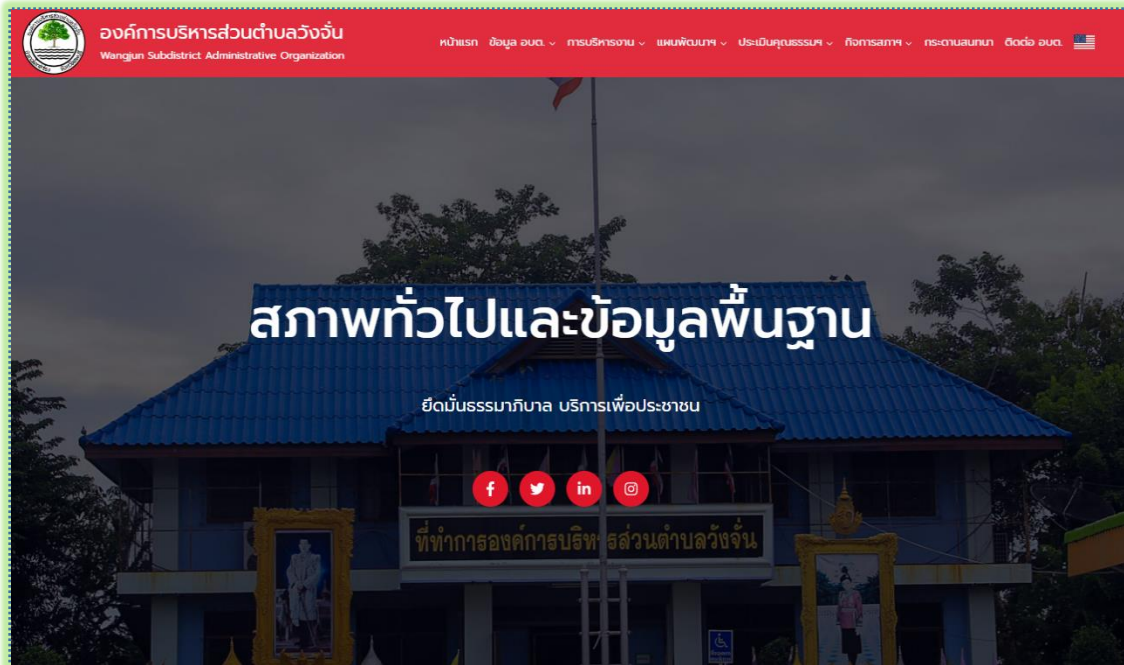 องค์การบริหารส่วนตำบลวังจั่น
Wangjun Subdistrict Administrative Organization
หน้าแรก ข้อมูล อบต. การบริหารงาน แผนพัฒนาฯ ประเมินคุณธรรมฯ กิจการสภาฯ กระดานสนทนา ติดต่อ อบต.
สภาพทั่วไปและข้อมูลพื้นฐาน
ยึดมั่นธรรมาภิบาล บริการเพื่อประชาชน
ที่ทำการองค์การบริหารส่วนตำบลวังจั่น